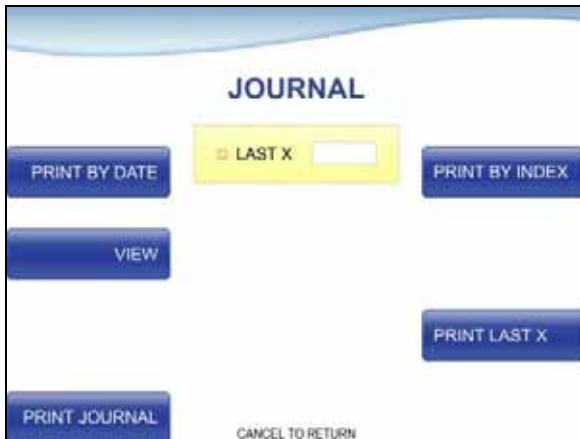 JOURNAL
LAST X
PRINT BY DATE
PRINT BY INDEX
VIEW
PRINT LAST X
PRINT JOURNAL
CANCEL TO RETURN